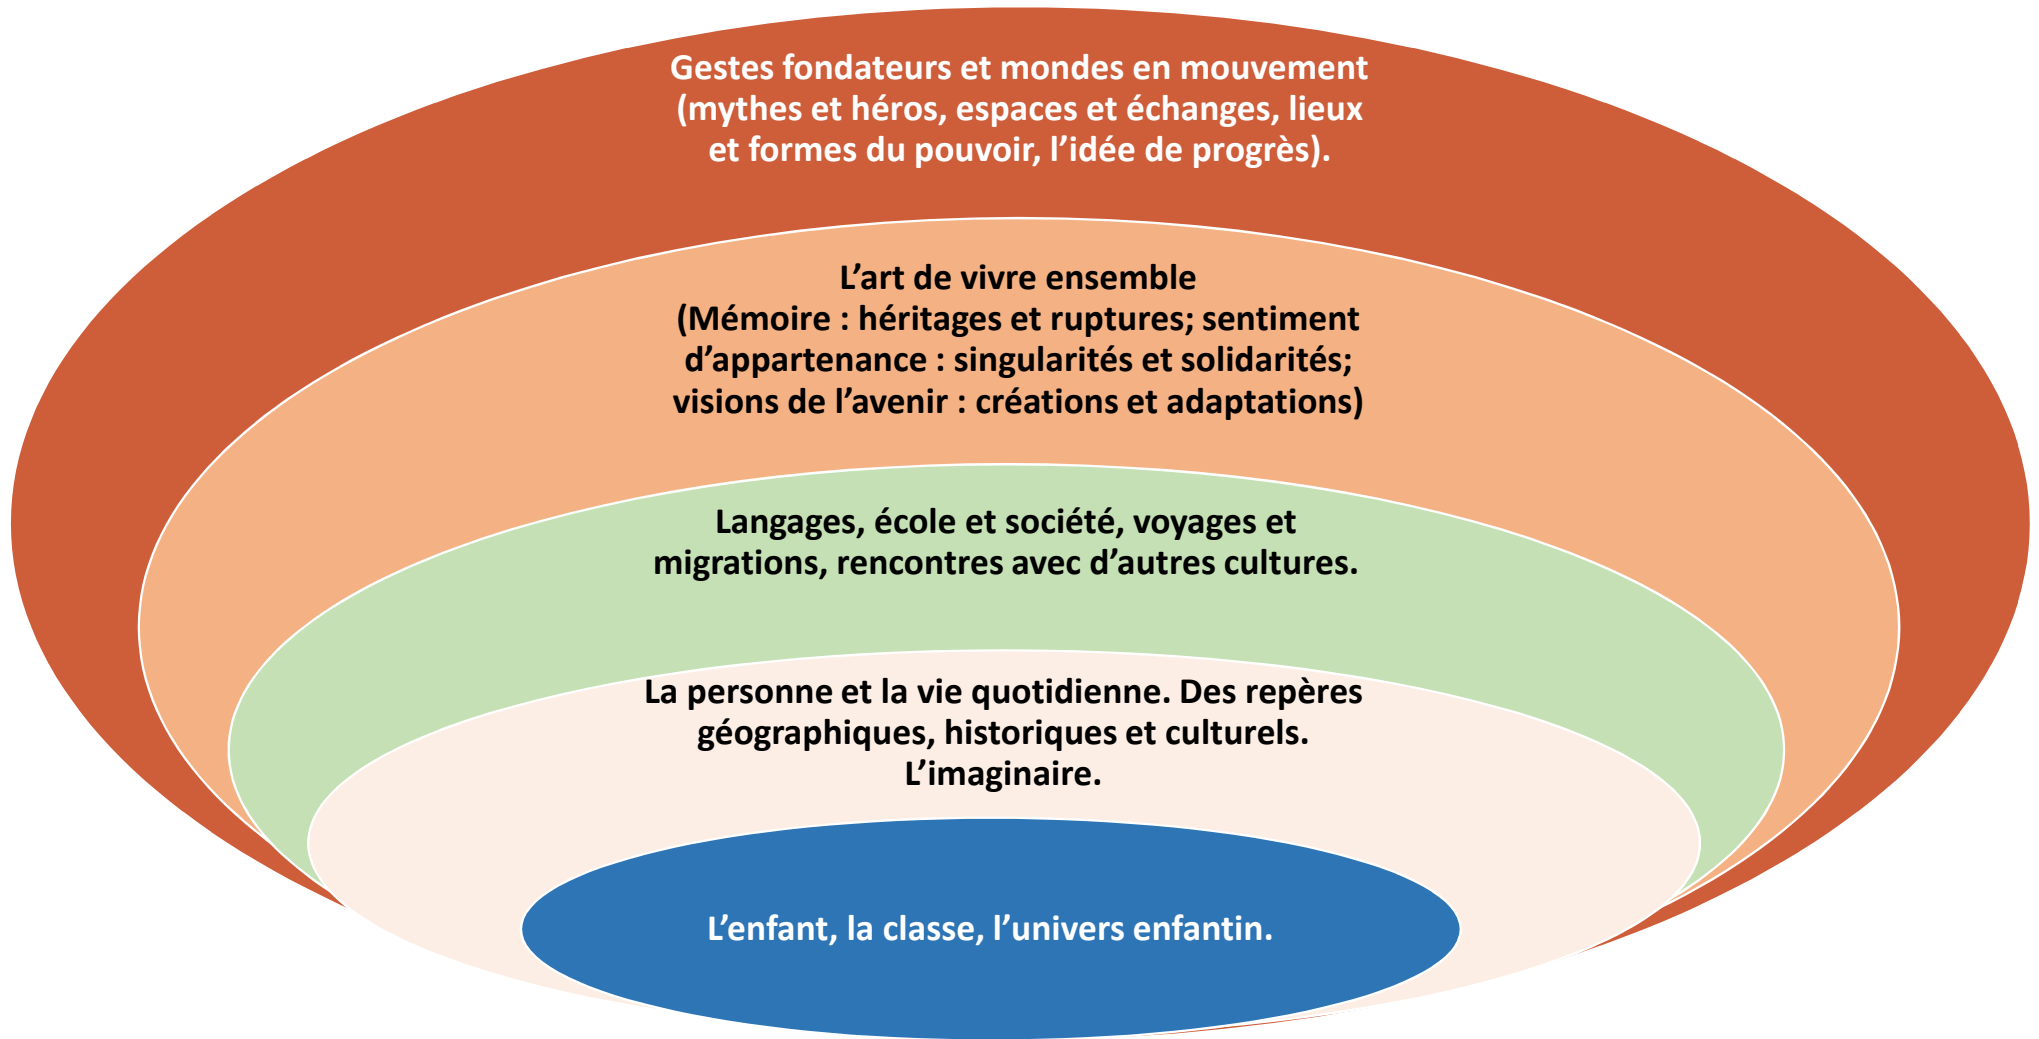 Gestes fondateurs et mondes en mouvement
(mythes et héros, espaces et échanges, lieux
et formes du pouvoir, l’idée de progrès).
L’art de vivre ensemble
(Mémoire : héritages et ruptures; sentiment
d’appartenance : singularités et solidarités;
visions de l’avenir : créations et adaptations)
Langages, école et société, voyages et
migrations, rencontres avec d’autres cultures.
La personne et la vie quotidienne. Des repères
géographiques, historiques et culturels.
L’imaginaire.
L’enfant, la classe, l’univers enfantin.